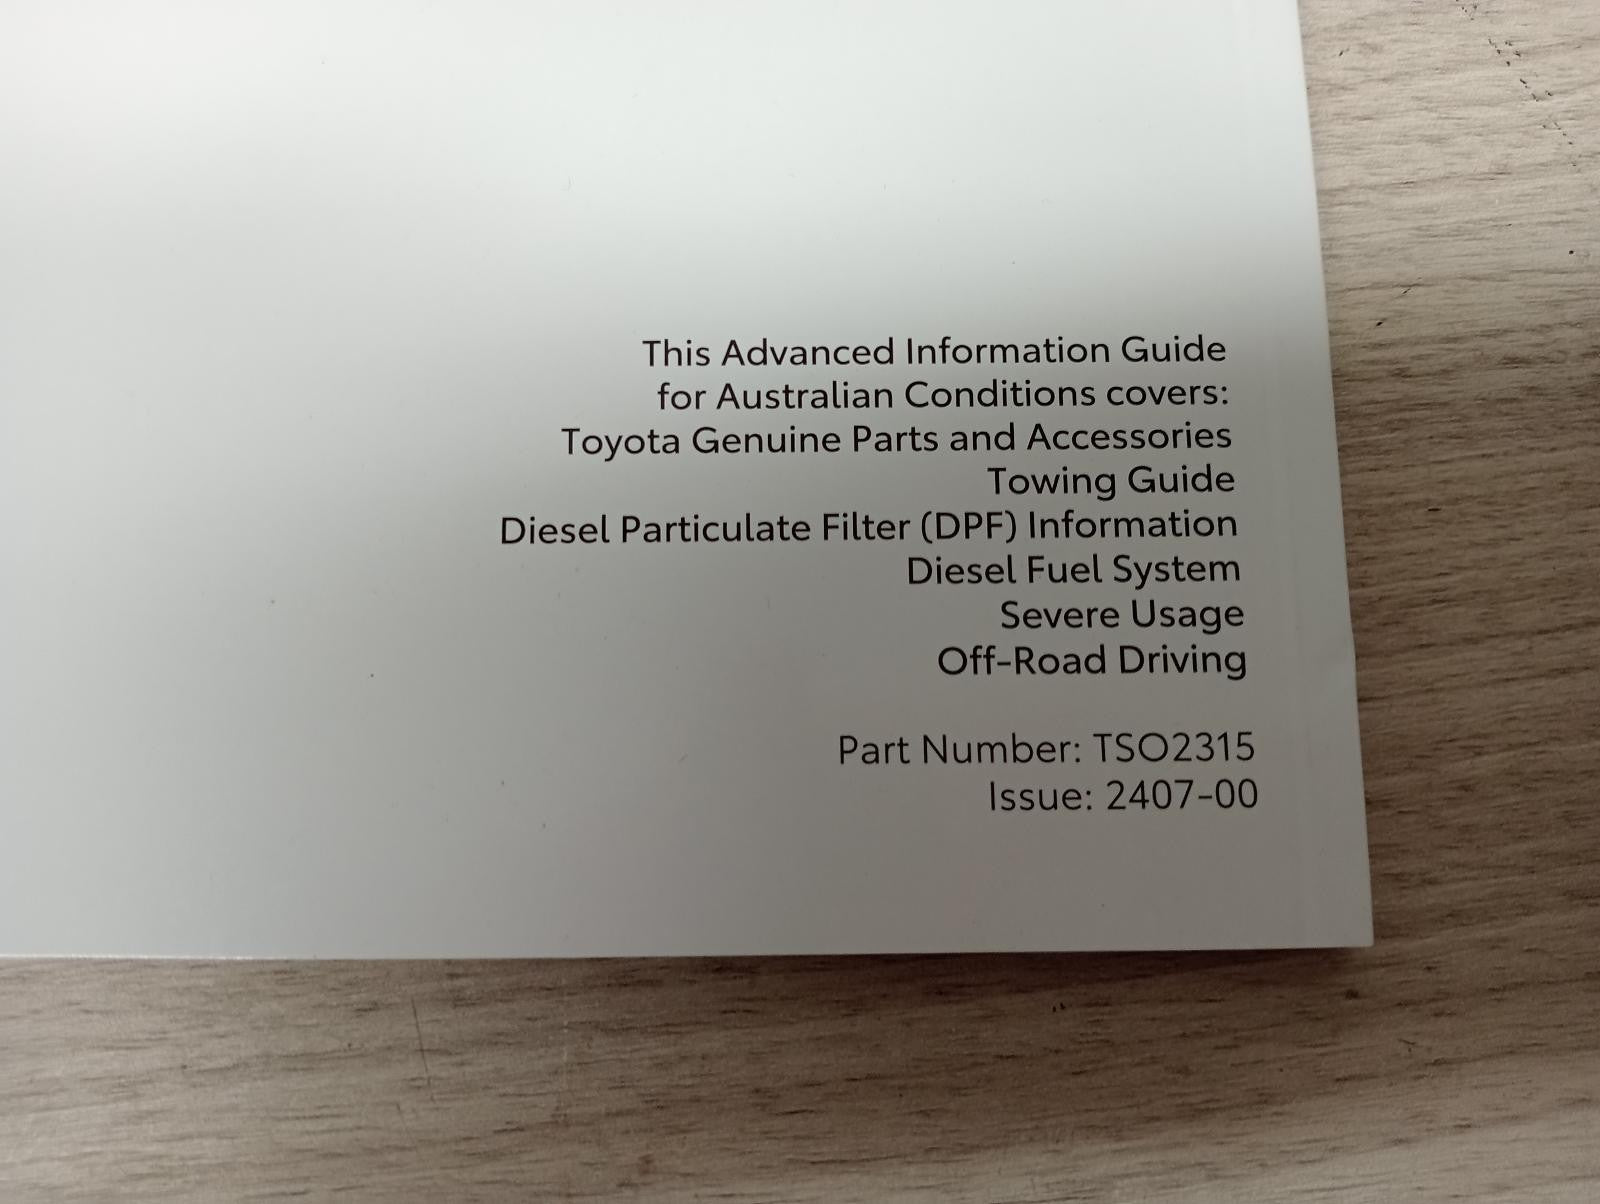 This Advanced Information Guide
for Australian Conditions covers:
Toyota Genuine Parts and Accessories
Towing Guide
Diesel Particulate Filter (DPF) Information
Diesel Fuel System
Severe Usage
Off-Road Driving
Part Number: TSO2315
Issue: 2407-00